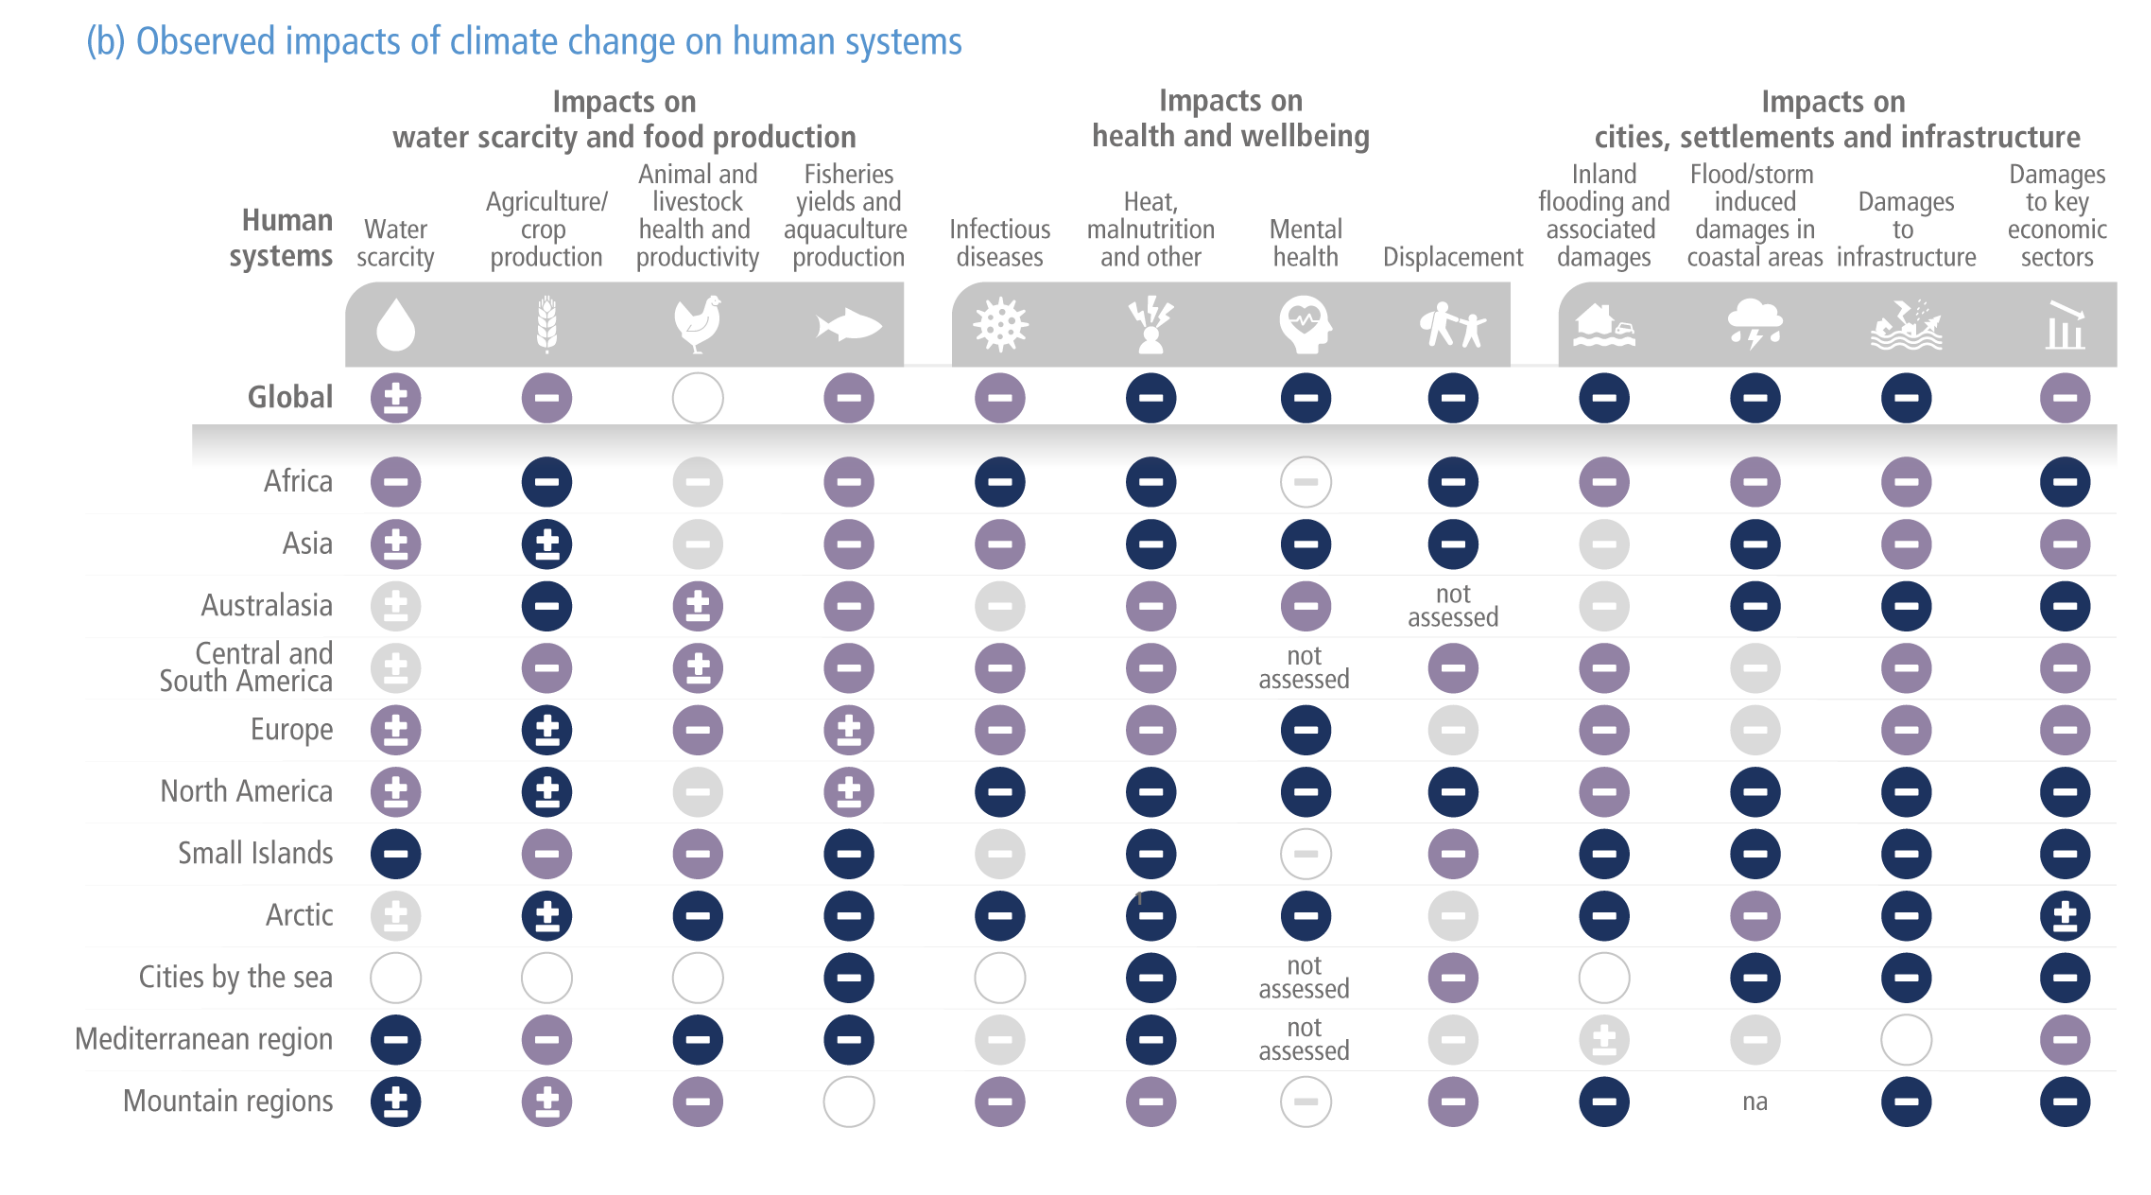 (b) Observed impacts of climate change on human systems
Impacts on
water scarcity and food production
Impacts on
health and wellbeing
Impacts on
cities, settlements and infrastructure
Human
systems
Water
scarcity
Agriculture/
crop
production
Animal and
livestock
health and
productivity
Fisheries
yields and
aquaculture
production
Infectious
diseases
Heat,
malnutrition
and other
Mental
health
Displacement
Inland
flooding and
associated
damages
Flood/storm
induced
damages in
coastal areas
Damages
to
infrastructure
Damages
to key
economic
sectors
Global
Africa
Asia
Australasia
not
assessed
Central and
South America
not
assessed
Europe
North America
Small Islands
Arctic
1
Cities by the sea
not
assessed
Mediterranean region
not
assessed
Mountain regions
na